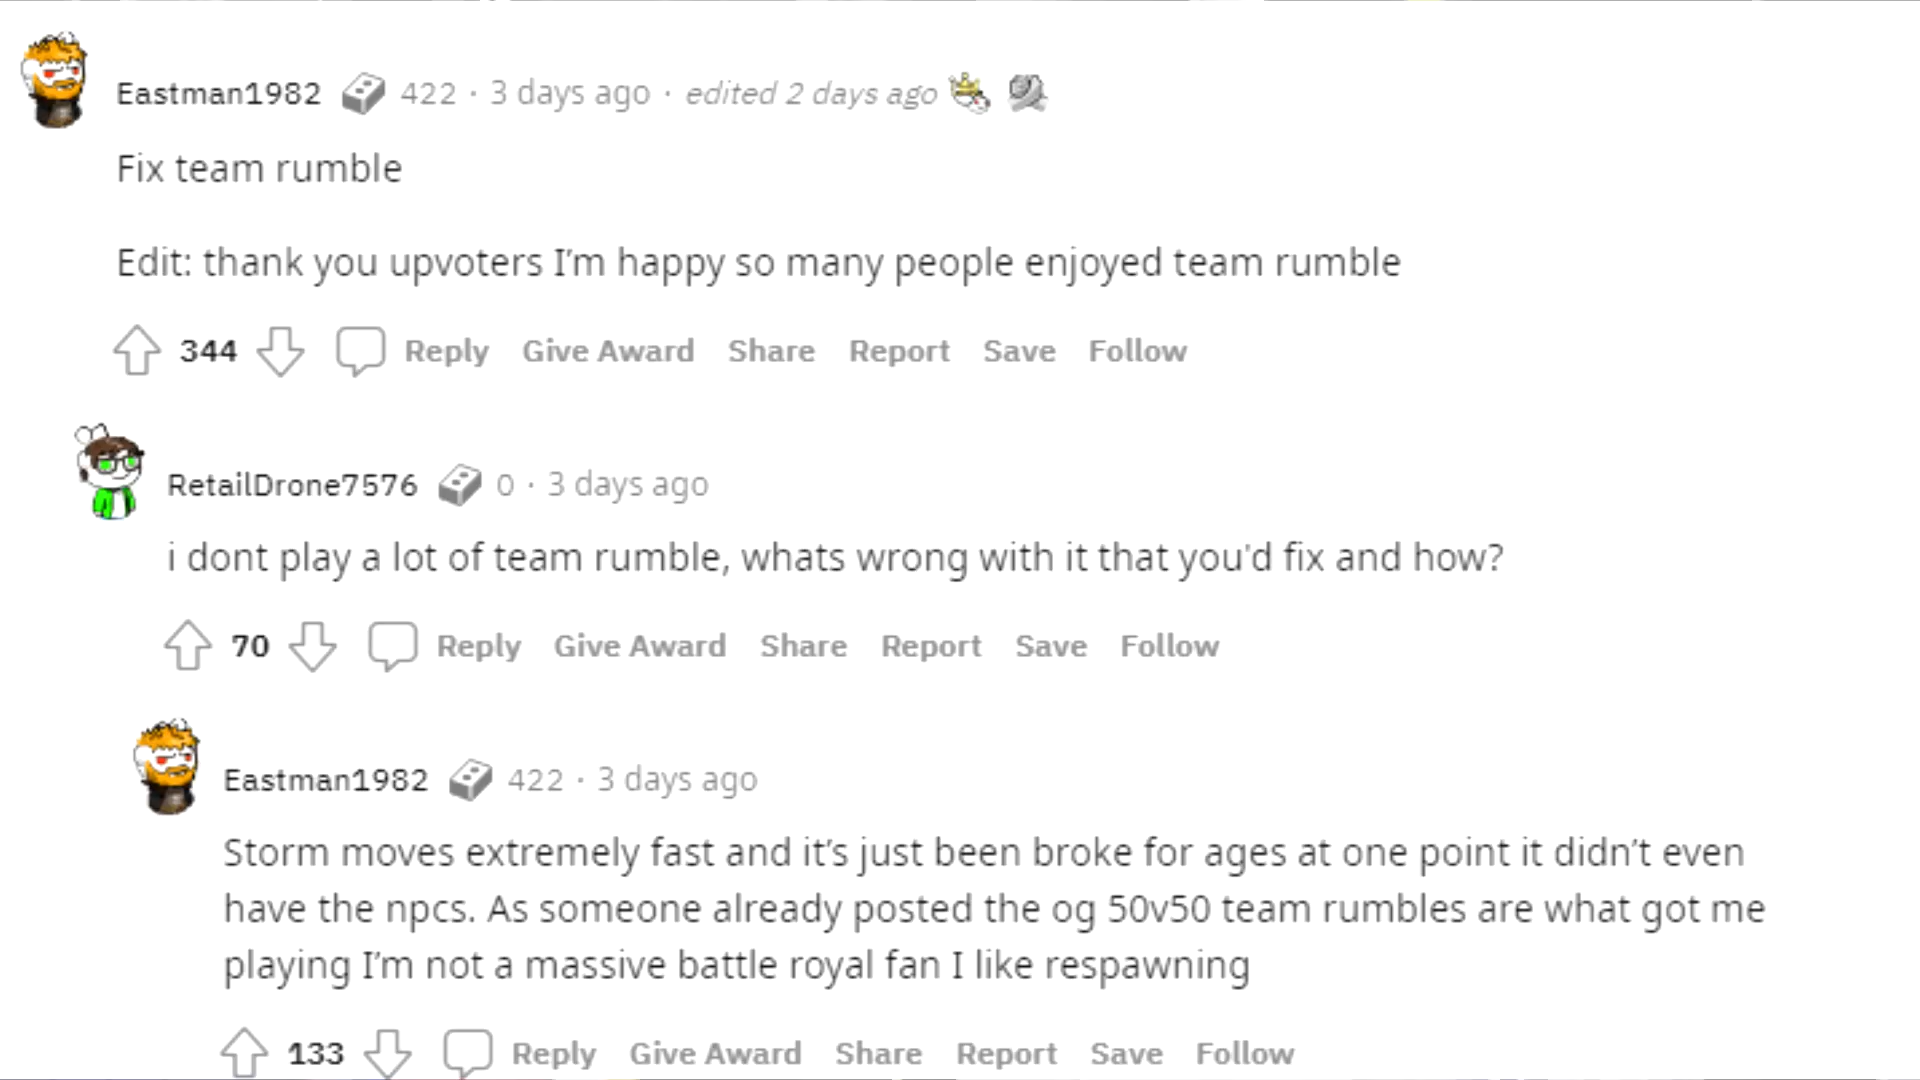 Eastman1982 422 · 3 days ago · edited 2 days ago
Fix team rumble
Edit: thank you upvoters I’m happy so many people enjoyed team rumble
344 Reply Give Award Share Report Save Follow
RetailDrone7576 0 · 3 days ago
i dont play a lot of team rumble, whats wrong with it that you'd fix and how?
70 Reply Give Award Share Report Save Follow
Eastman1982 422 · 3 days ago
Storm moves extremely fast and it’s just been broke for ages at one point it didn’t even
have the npcs. As someone already posted the og 50v50 team rumbles are what got me
playing I’m not a massive battle royal fan I like respawning
133 Reply Give Award Share Report Save Follow